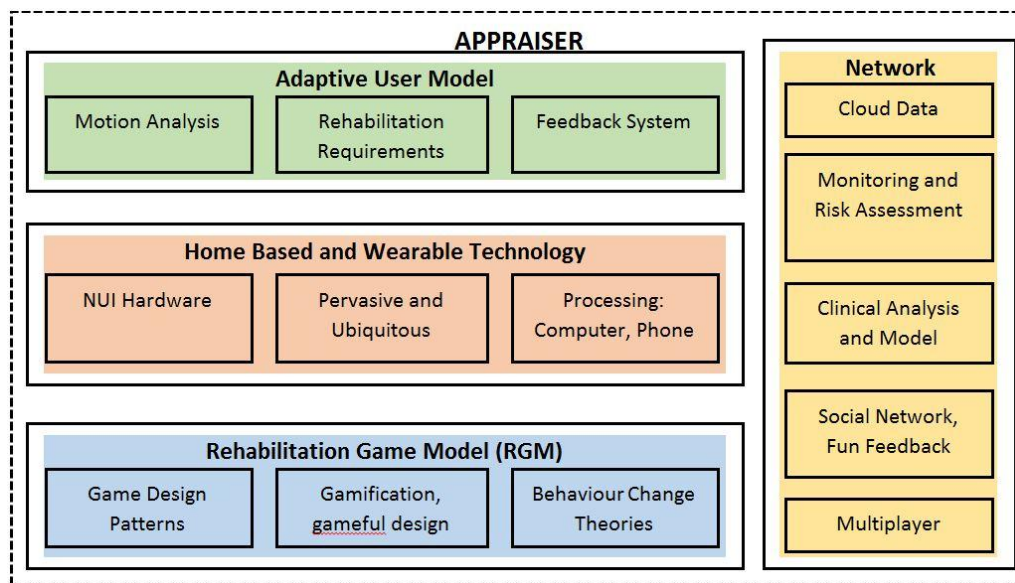 APPRAISER
Adaptive User Model
Motion Analysis
Rehabilitation
Requirements
Feedback System
Home Based and Wearable Technology
NUI Hardware
Pervasive and
Ubiquitous
Processing:
Computer, Phone
Rehabilitation Game Model (RGM)
Game Design
Patterns
Gamification,
gameful design
Behaviour Change
Theories
Network
Cloud Data
Monitoring and
Risk Assessment
Clinical Analysis
and Model
Social Network,
Fun Feedback
Multiplayer